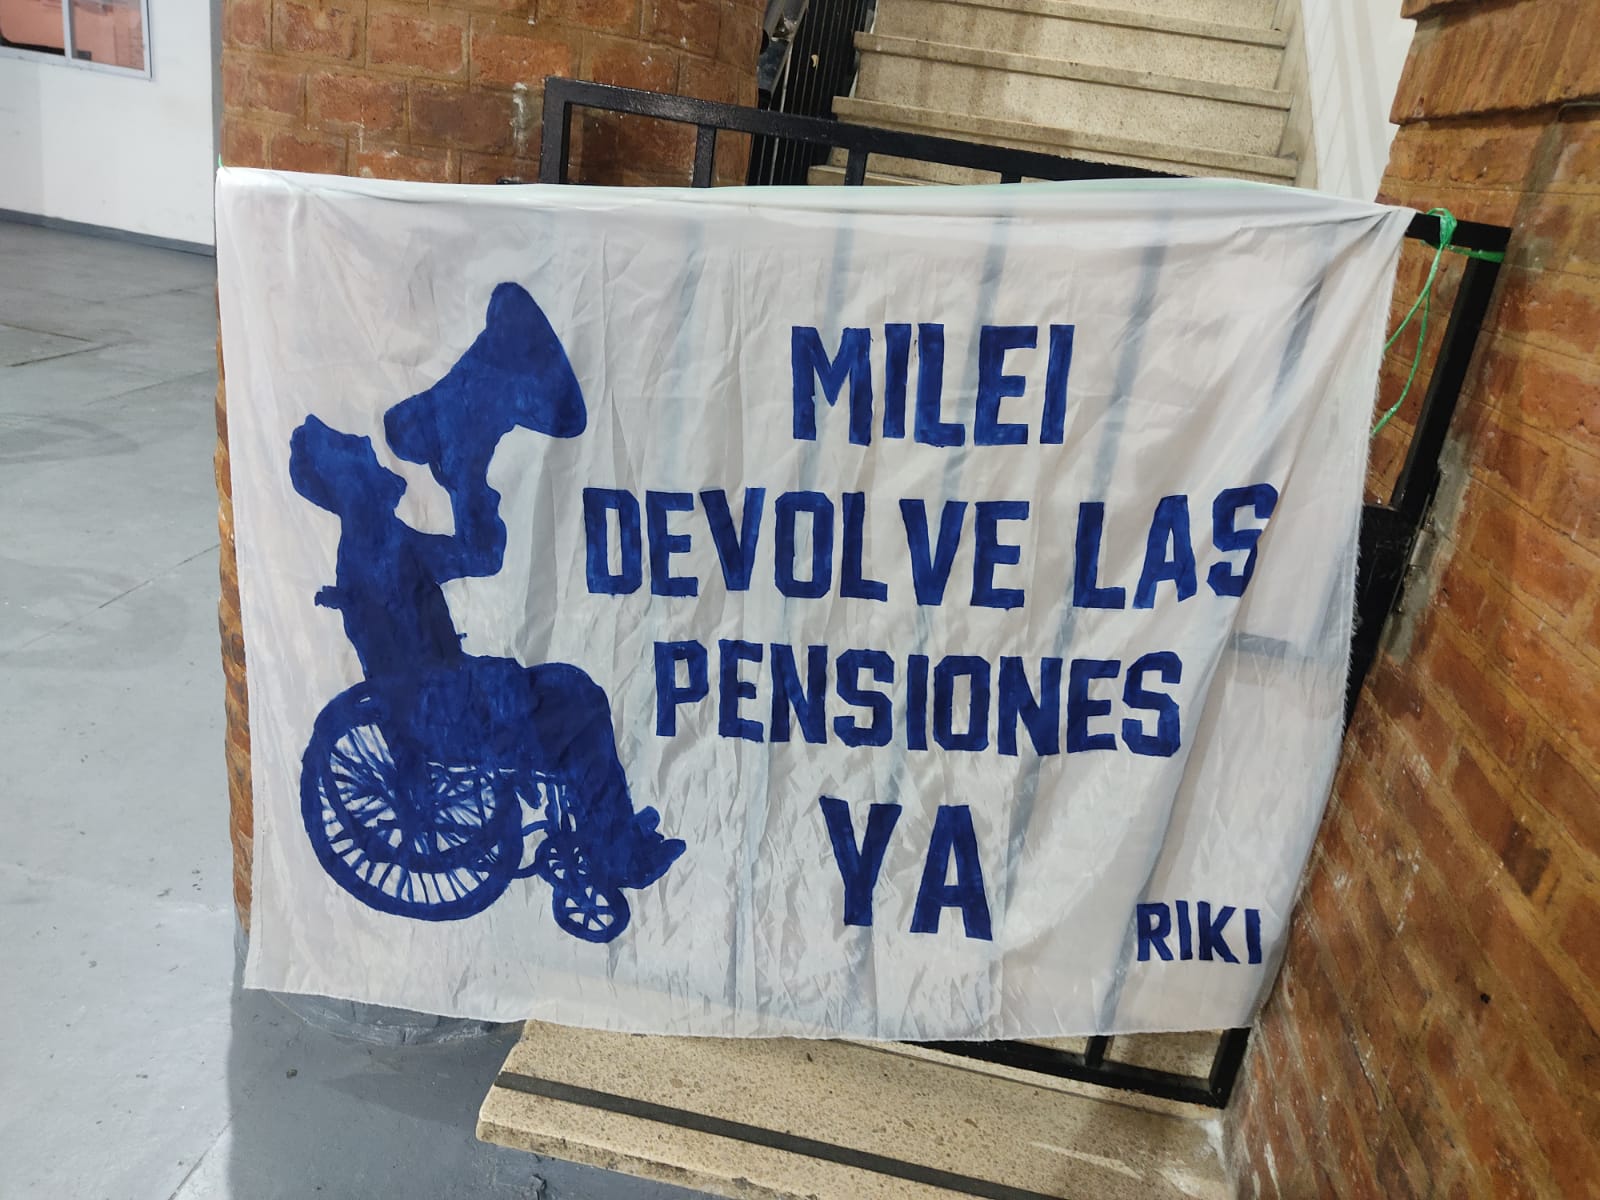 MILEI
DEVOLVE LAS
PENSIONES
YA
RIKI